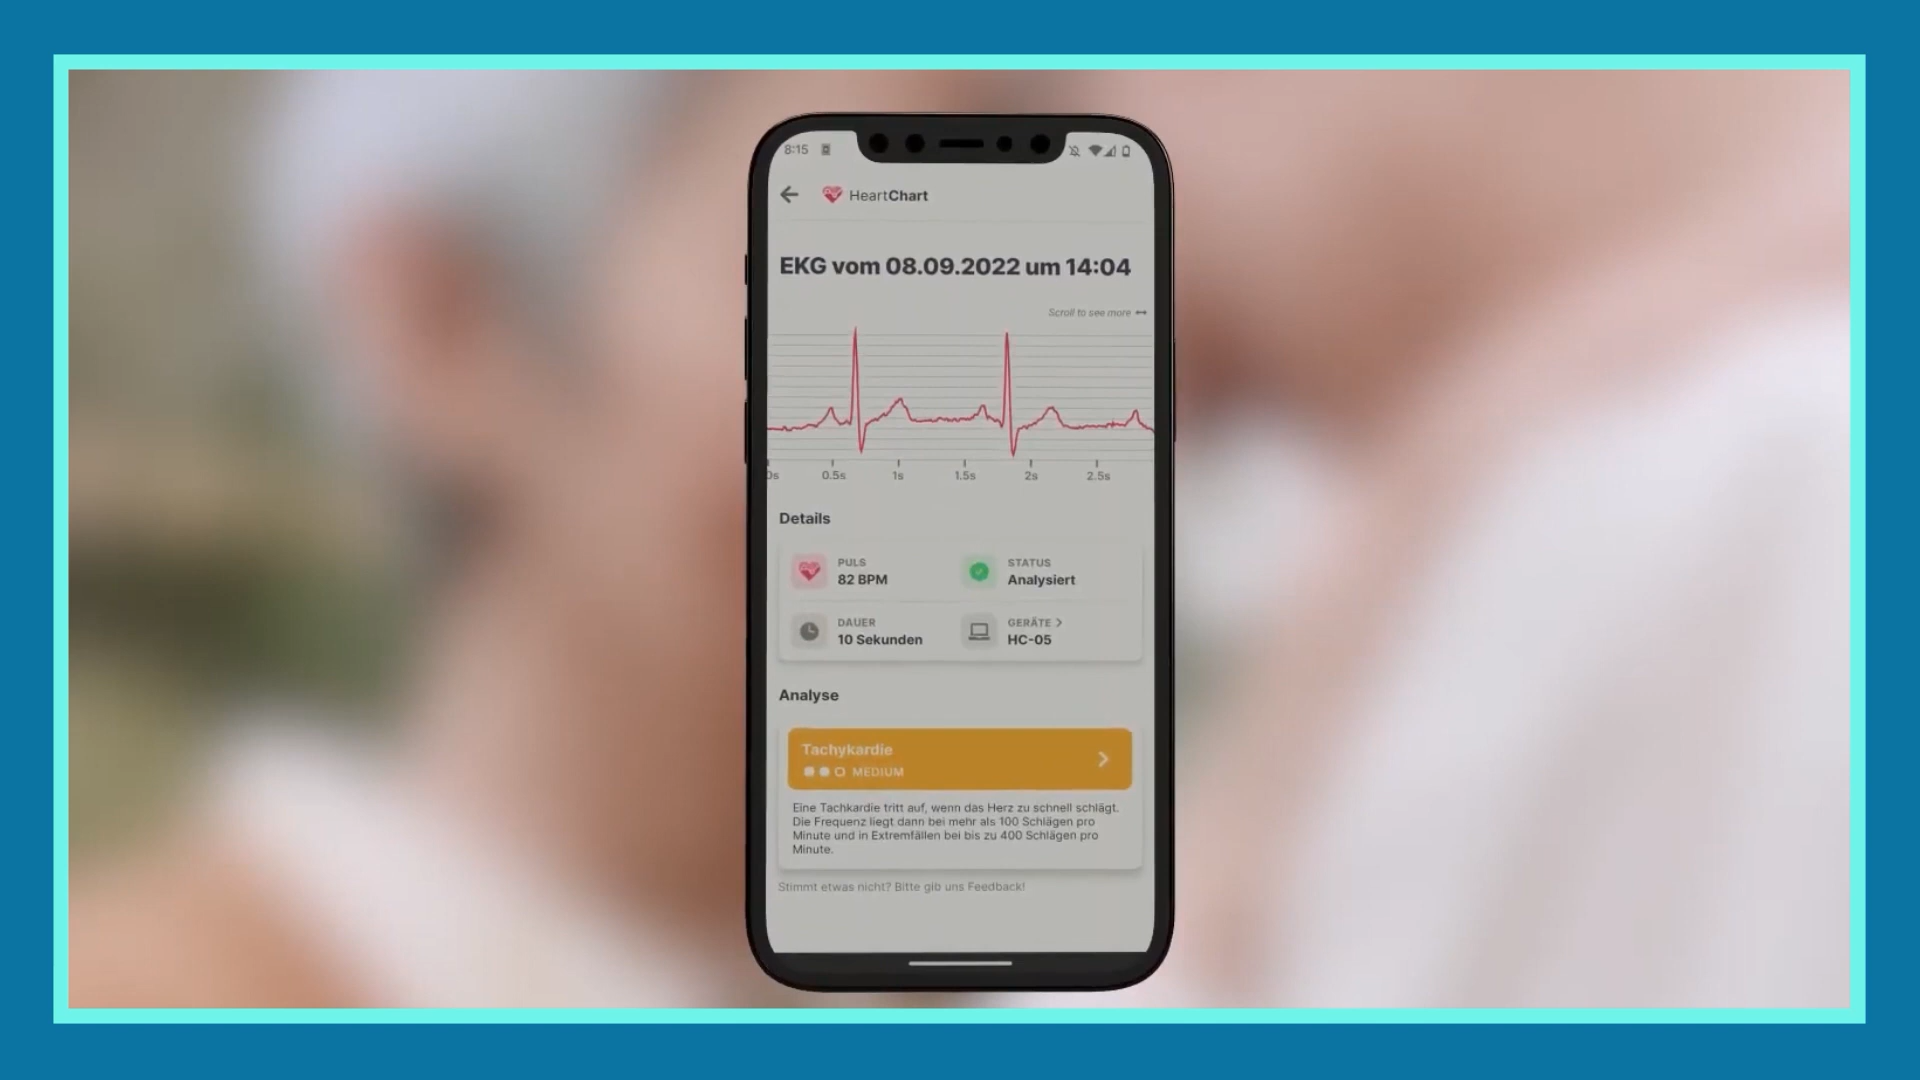 8:15
HeartChart
EKG vom 08.09.2022 um 14:04
Scroll to see more
0s 0.5s 1s 1.5s 2s 2.5s
Details
PULS
82 BPM
STATUS
Analysiert
DAUER
10 Sekunden
GERÄTE
HC-05
Analyse
Tachykardie
MEDIUM
Eine Tachkardie tritt auf, wenn das Herz zu schnell schlägt.
Die Frequenz liegt dann bei mehr als 100 Schlägen pro
Minute und in Extremfällen bei bis zu 400 Schlägen pro
Minute.
Stimmt etwas nicht? Bitte gib uns Feedback!